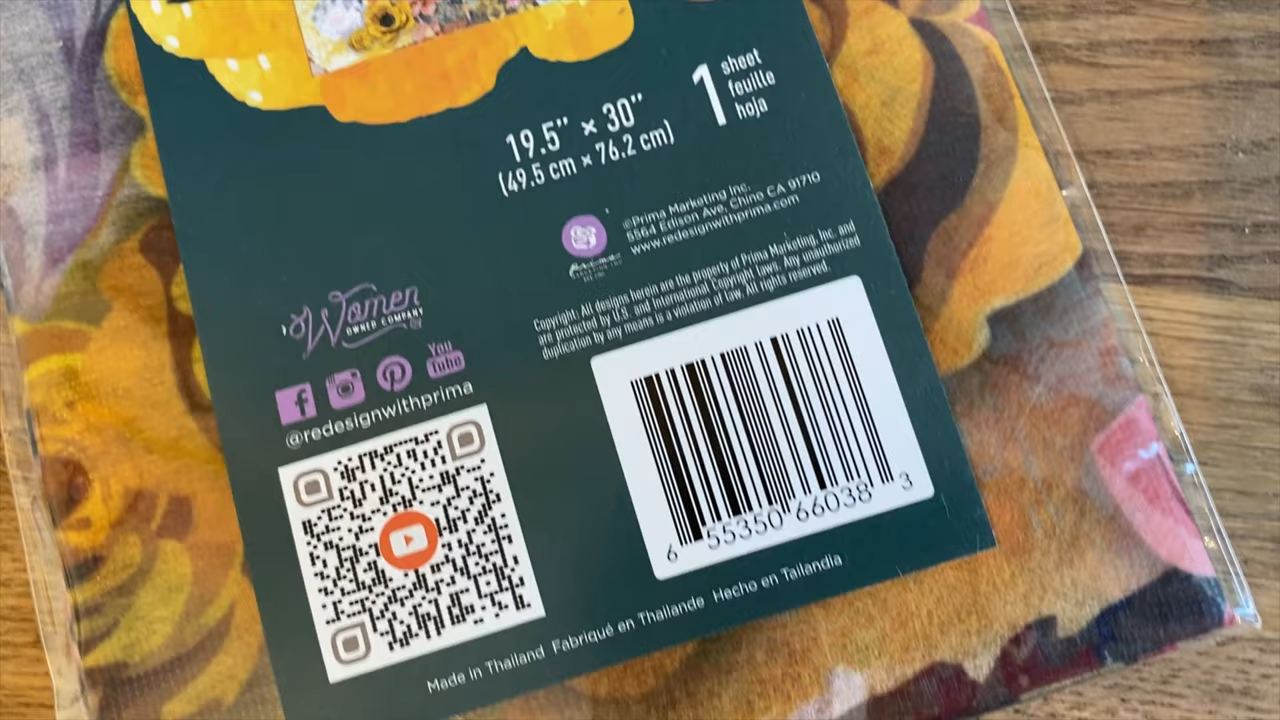 19.5" × 30"
(49.5 cm × 76.2 cm)
1
sheet
feuille
hoja
©Prima Marketing Inc.
5564 Edison Ave, Chino CA 91710
www.redesignwithprima.com
Copyright: All designs herein are the property of Prima Marketing, Inc. and
are protected by U.S. and International. Copyright laws. Any unauthorized
duplication by any means is a violation of law. All rights reserved.
Women
OWNED COMPANY
You
Tube
@redesignwithprima
6 55350 66038 3
Made in Thailand Fabriqué en Thaïlande Hecho en Tailandia